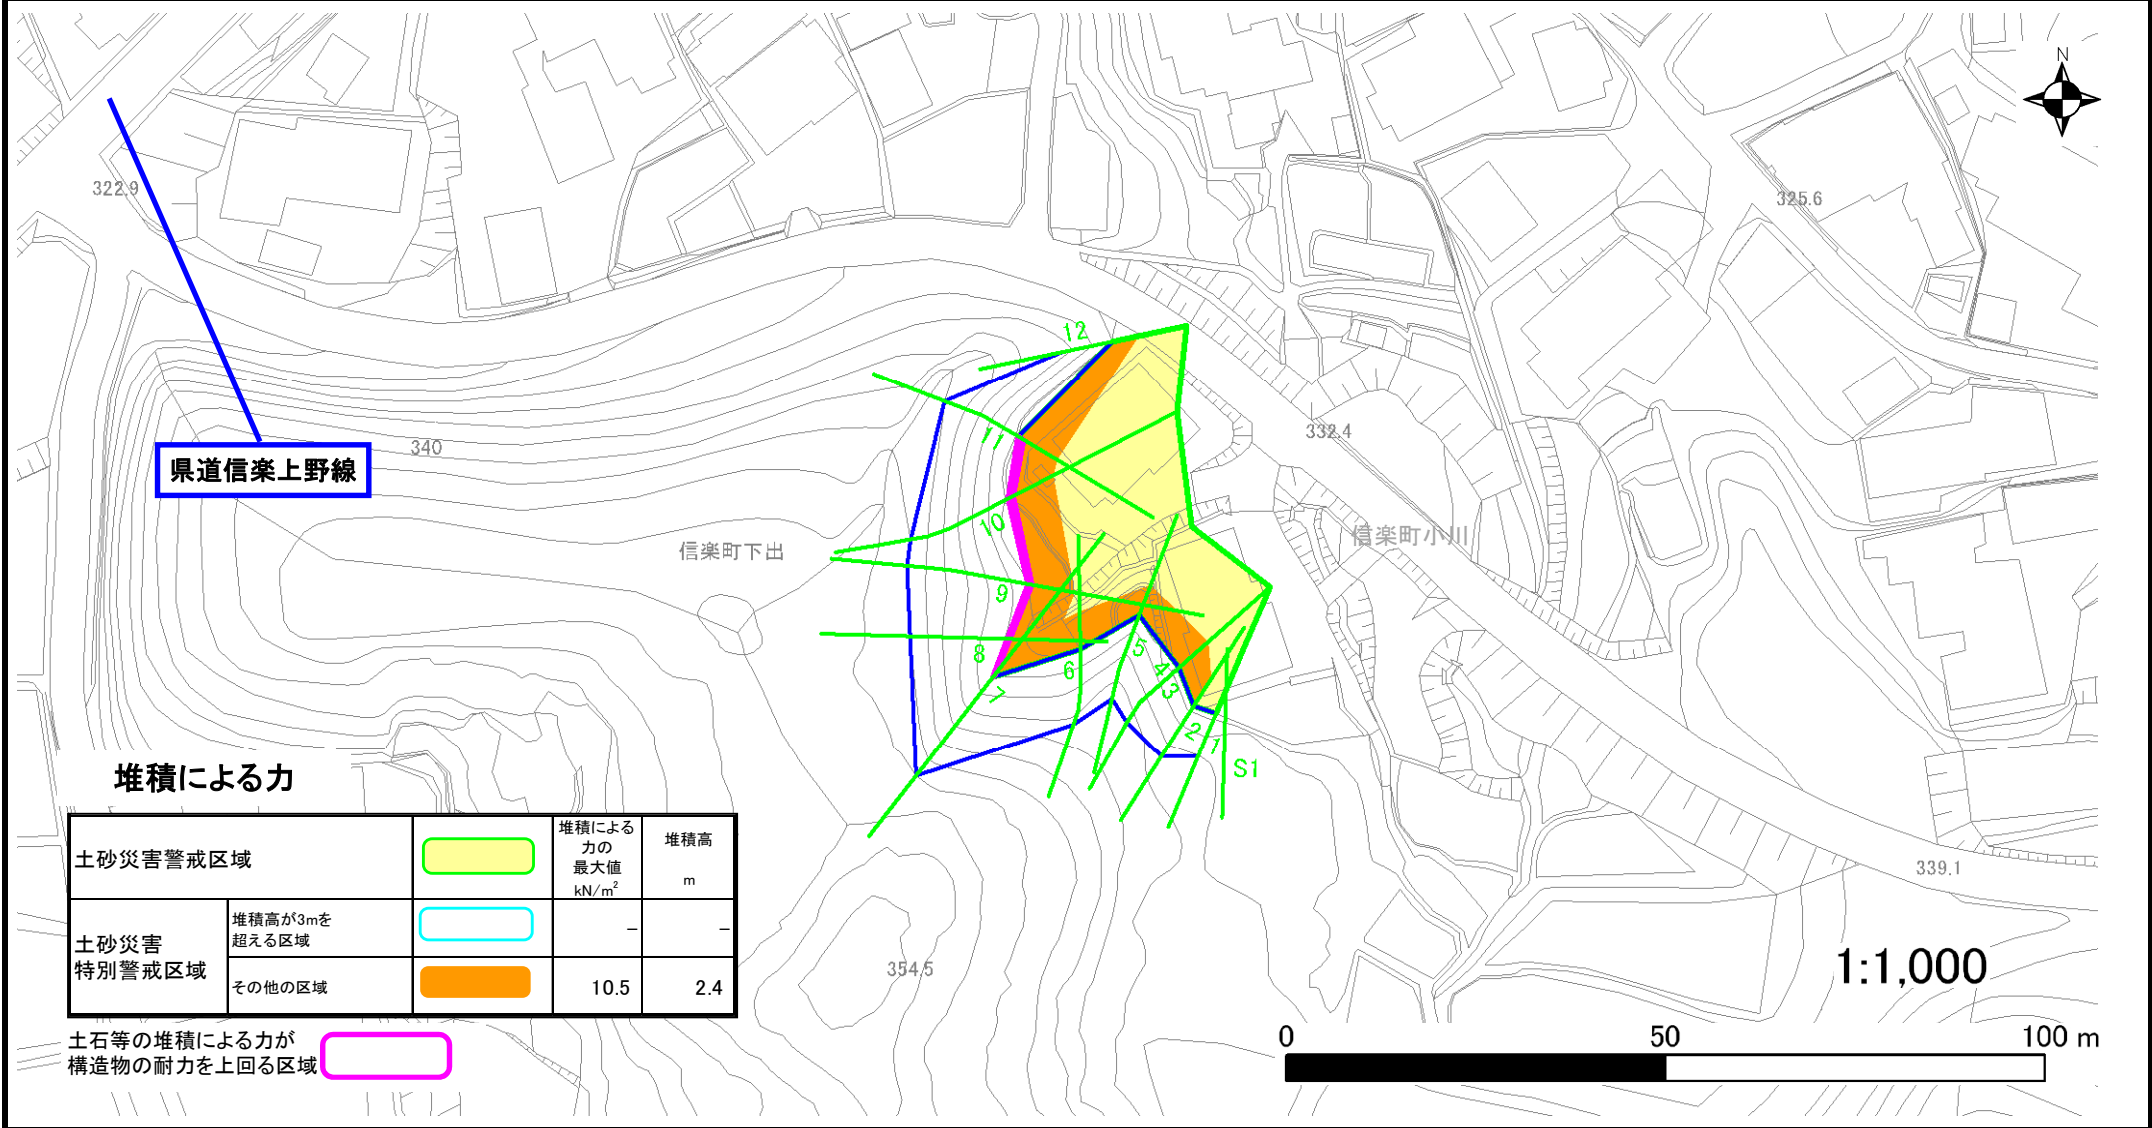 N
322.9
325.6
12
340
11
332.4
県道信楽上野線
10
信楽町下出
信楽町小川
9
8
7
6
5
4
3
2
1
S1
堆積による力
土砂災害警戒区域
堆積による
力の
最大値
kN/m²
堆積高
m
土砂災害
特別警戒区域
堆積高が3mを
超える区域
−
−
その他の区域
10.5
2.4
土石等の堆積による力が
構造物の耐力を上回る区域
354.5
339.1
1:1,000
0
50
100 m